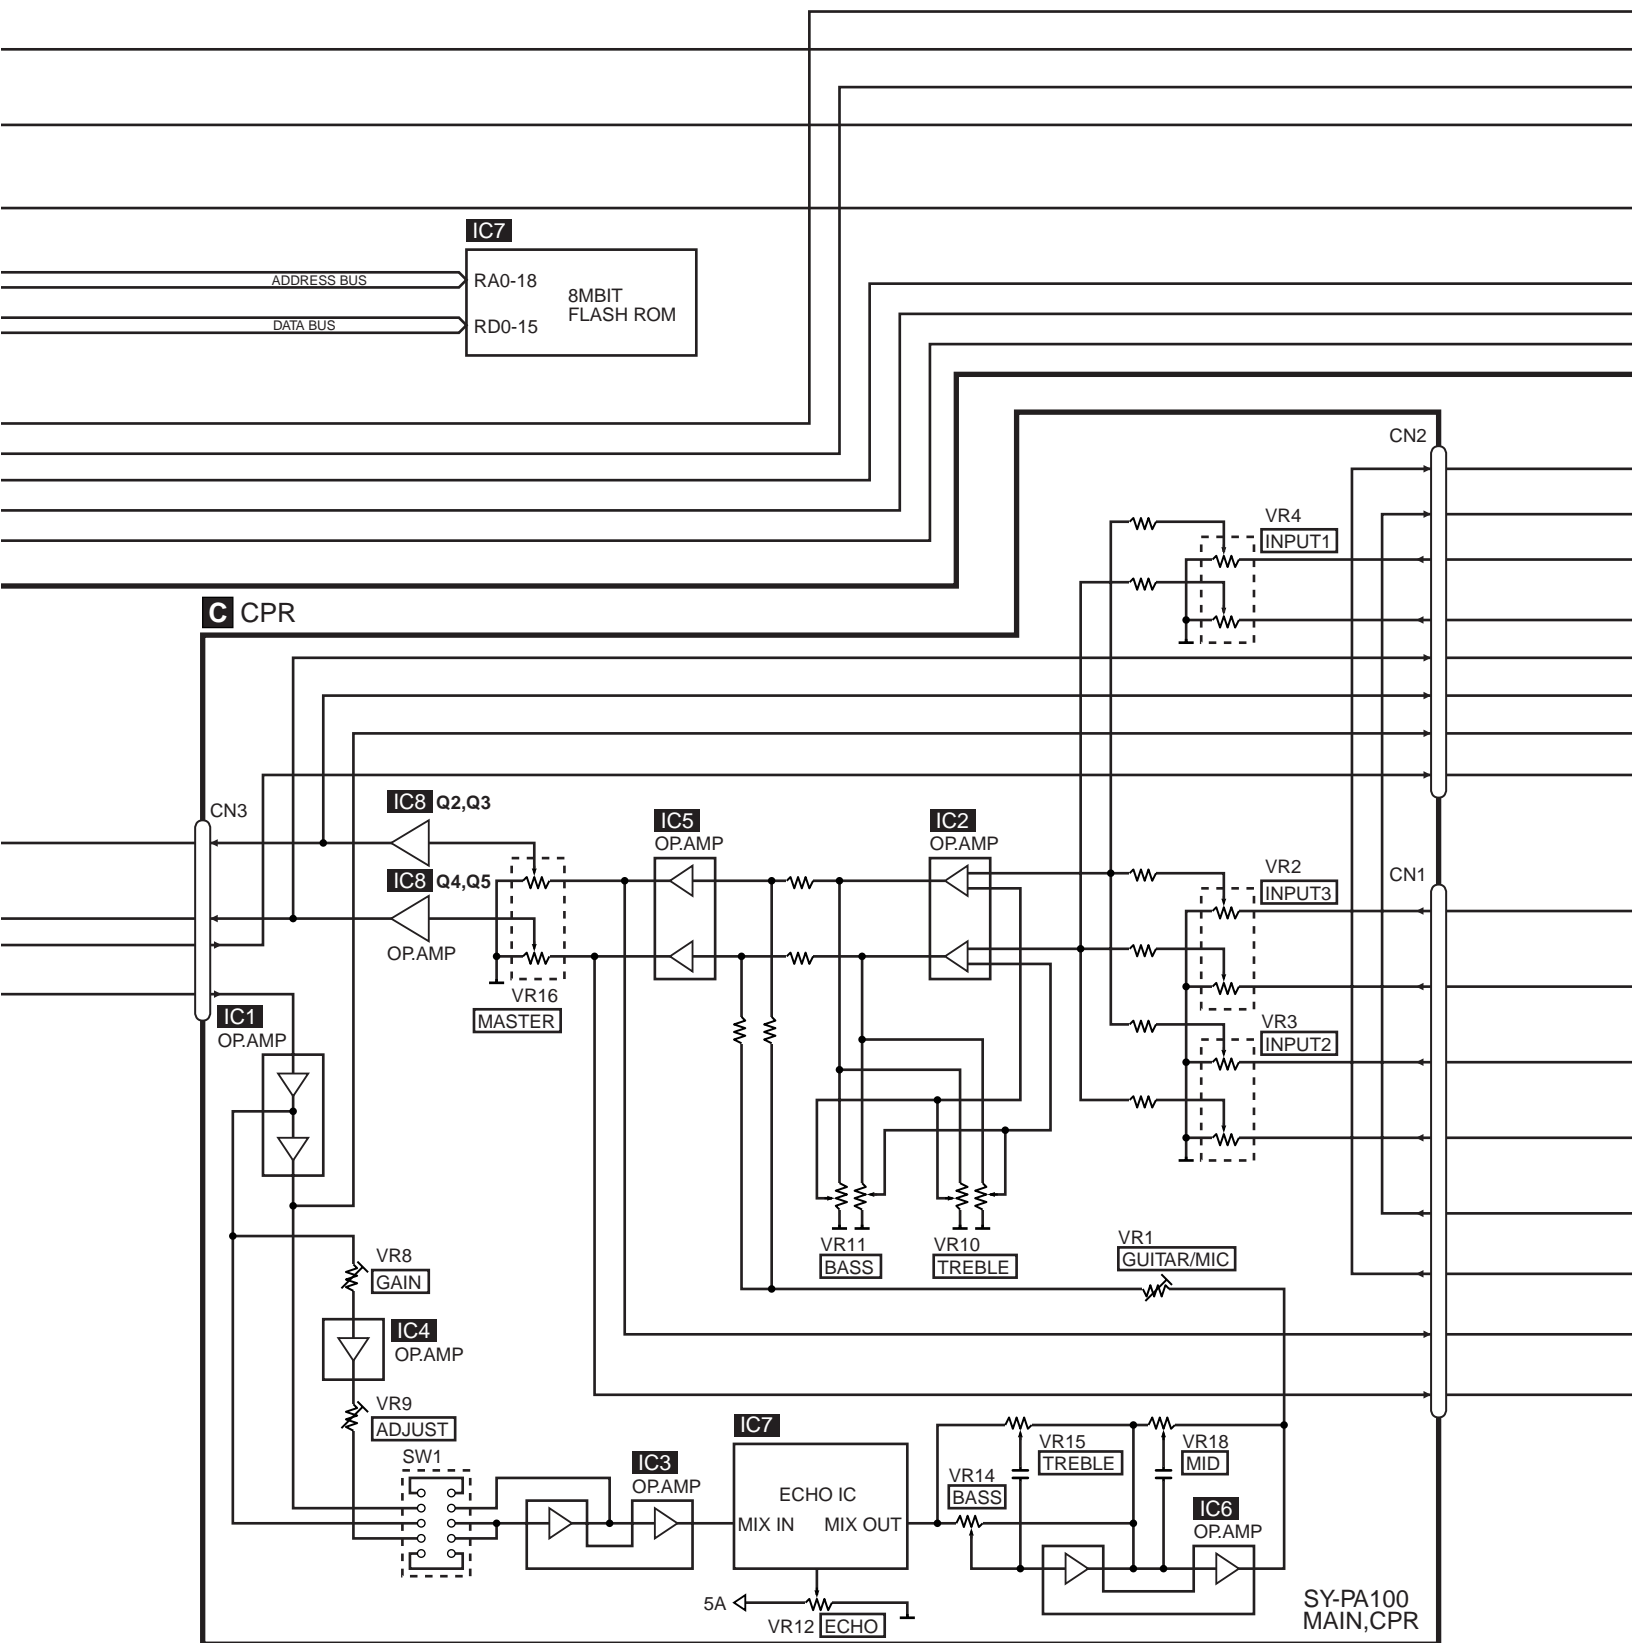 IC7
ADDRESS BUS
RA0-18
8MBIT
FLASH ROM
DATA BUS
RD0-15
CN2
VR4
INPUT1
C CPR
CN3
IC8 Q2,Q3
IC5
OP.AMP
IC2
OP.AMP
VR2
INPUT3
CN1
IC8 Q4,Q5
OP.AMP
VR16
MASTER
IC1
OP.AMP
VR3
INPUT2
VR11
BASS
VR10
TREBLE
VR1
GUITAR/MIC
VR8
GAIN
IC4
OP.AMP
VR9
ADJUST
SW1
IC3
OP.AMP
IC7
ECHO IC
MIX IN
MIX OUT
VR15
TREBLE
VR18
MID
VR14
BASS
IC6
OP.AMP
5A
VR12 ECHO
SY-PA100
MAIN,CPR